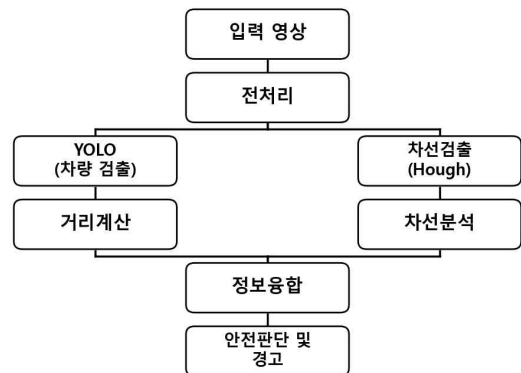 입력 영상
전처리
YOLO
(차량 검출)
차선검출
(Hough)
거리계산
차선분석
정보융합
안전판단 및
경고